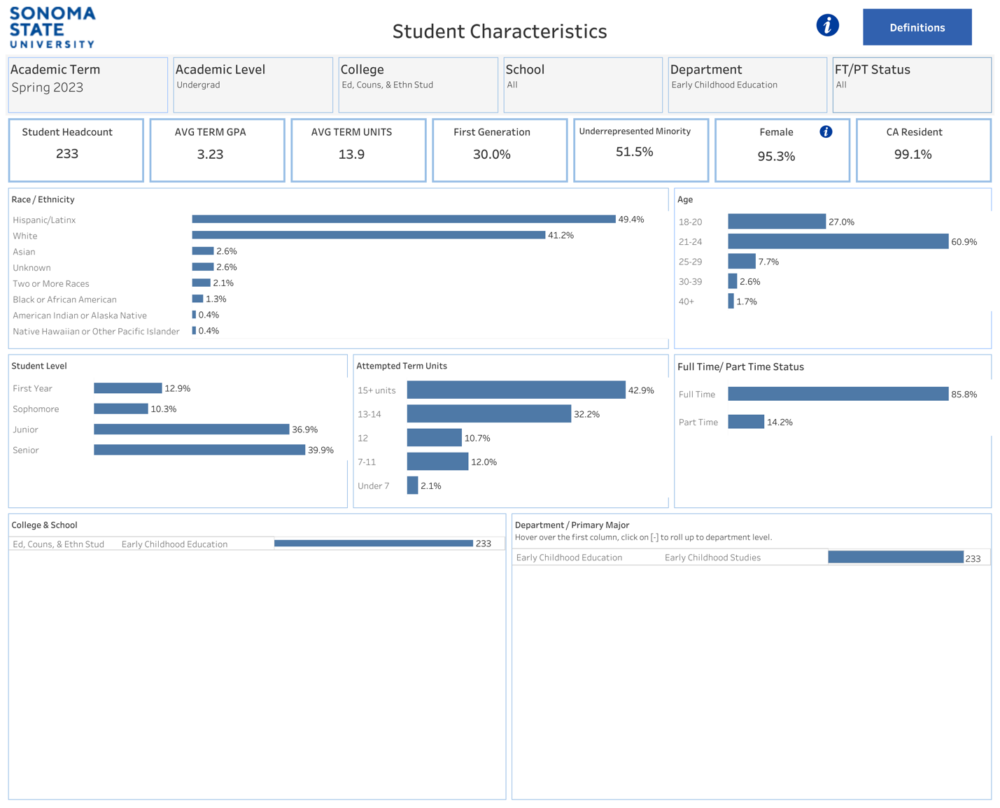 SONOMA
STATE
UNIVERSITY
Student Characteristics
i
Definitions
Academic Term
Spring 2023
Academic Level
Undergrad
College
Ed, Couns, & Ethn Stud
School
All
Department
Early Childhood Education
FT/PT Status
All
Student Headcount
233
AVG TERM GPA
3.23
AVG TERM UNITS
13.9
First Generation
30.0%
Underrepresented Minority
51.5%
Female
i
95.3%
CA Resident
99.1%
Race / Ethnicity
Hispanic/Latinx 49.4%
White 41.2%
Asian 2.6%
Unknown 2.6%
Two or More Races 2.1%
Black or African American 1.3%
American Indian or Alaska Native 0.4%
Native Hawaiian or Other Pacific Islander 0.4%
Age
18-20 27.0%
21-24 60.9%
25-29 7.7%
30-39 2.6%
40+ 1.7%
Student Level
First Year 12.9%
Sophomore 10.3%
Junior 36.9%
Senior 39.9%
Attempted Term Units
15+ units 42.9%
13-14 32.2%
12 10.7%
7-11 12.0%
Under 7 2.1%
Full Time/ Part Time Status
Full Time 85.8%
Part Time 14.2%
College & School
Ed, Couns, & Ethn Stud Early Childhood Education 233
Department / Primary Major
Hover over the first column, click on [-] to roll up to department level.
Early Childhood Education Early Childhood Studies 233